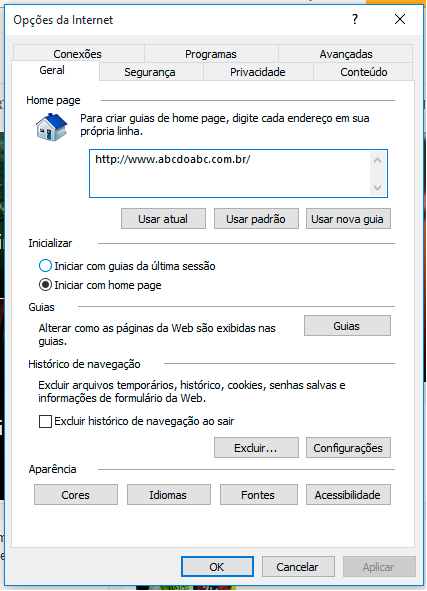 Opções da Internet
Conexões Programas Avançadas
Geral Segurança Privacidade Conteúdo
Home page
Para criar guias de home page, digite cada endereço em sua
própria linha.
http://www.abcdoabc.com.br/
Usar atual Usar padrão Usar nova guia
Inicializar
Iniciar com guias da última sessão
Iniciar com home page
Guias
Alterar como as páginas da Web são exibidas nas
guias.
Guias
Histórico de navegação
Excluir arquivos temporários, histórico, cookies, senhas salvas e
informações de formulário da Web.
Excluir histórico de navegação ao sair
Excluir... Configurações
Aparência
Cores Idiomas Fontes Acessibilidade
OK Cancelar Aplicar